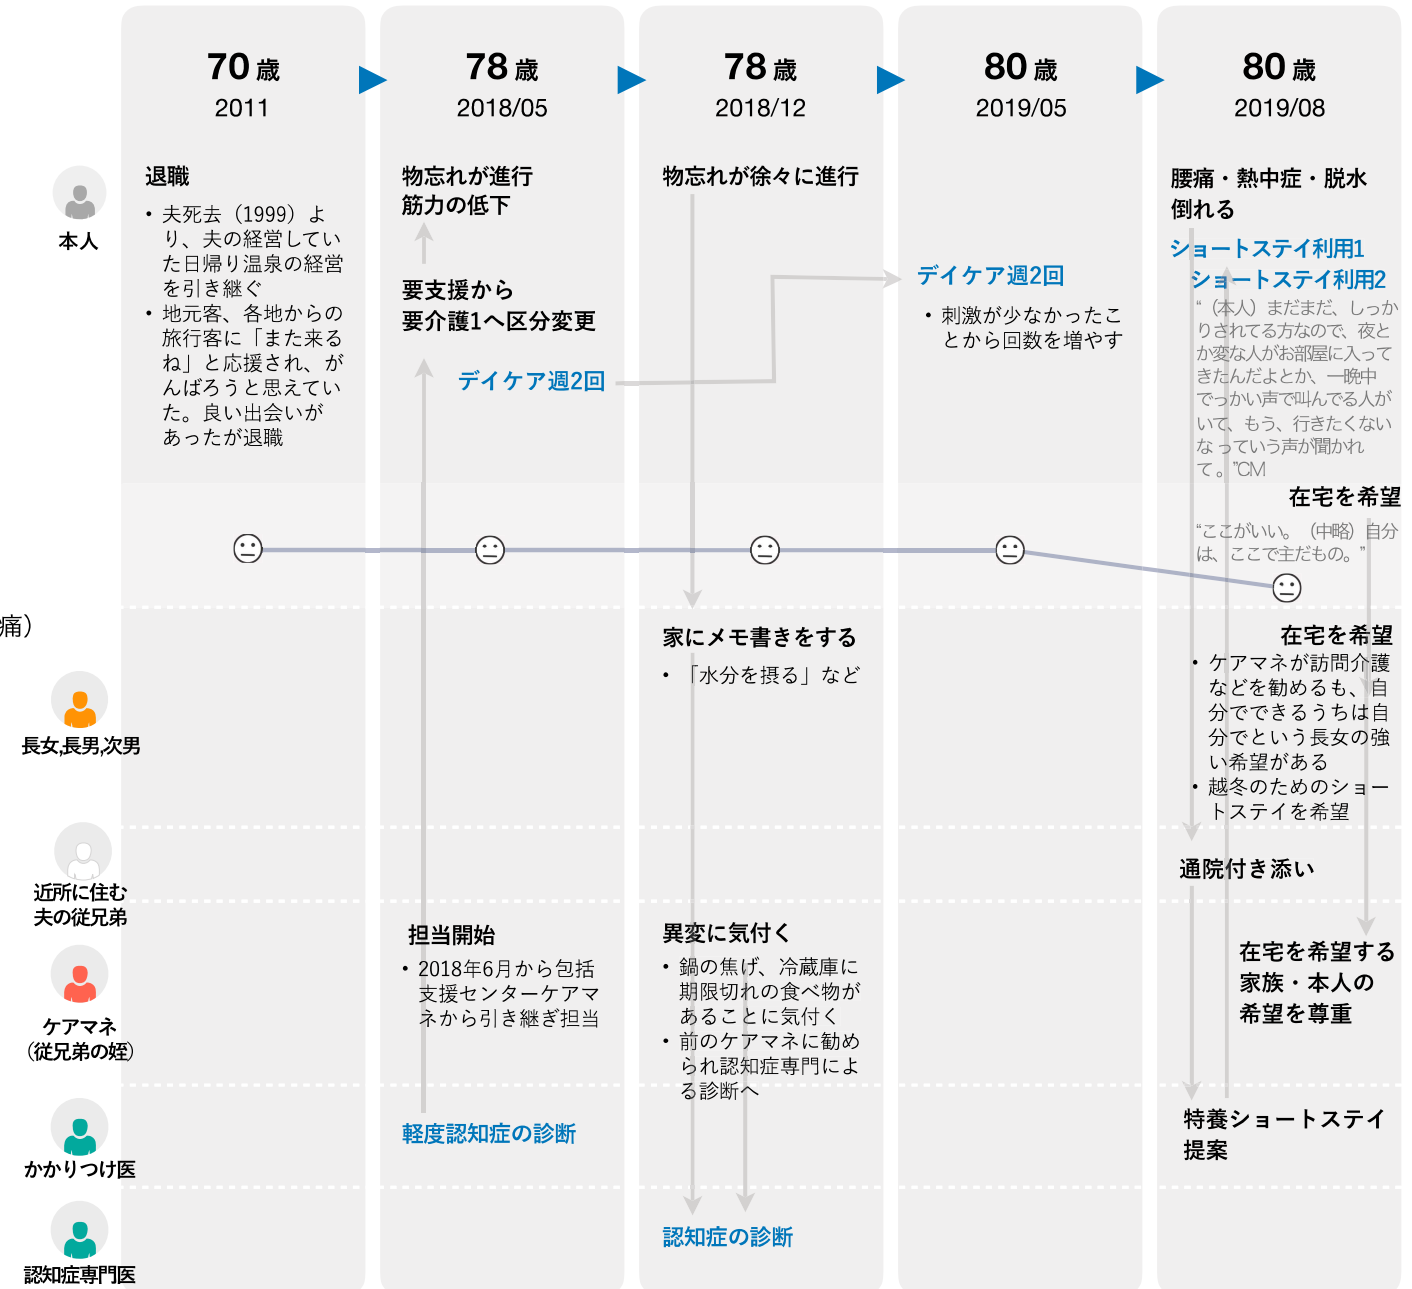 70 歳
2011
78 歳
2018/05
78 歳
2018/12
80 歳
2019/05
80 歳
2019/08
本人
退職
• 夫死去（1999）よ
り、夫の経営してい
た日帰り温泉の経営
を引き継ぐ
• 地元客、各地からの
旅行客に「また来る
ね」と応援され、が
んばろうと思えてい
た。良い出会いが
あったが退職
物忘れが進行
筋力の低下
要支援から
要介護1へ区分変更
デイケア週2回
物忘れが徐々に進行
デイケア週2回
• 刺激が少なかったこ
とから回数を増やす
腰痛・熱中症・脱水
倒れる
ショートステイ利用1
ショートステイ利用2
“（本人）まだまだ、しっか
りされてる方なので、夜と
か変な人がお部屋に入って
きたんだよとか、一晩中
でっかい声で叫んでる人が
いて、もう、行きたくない
な っていう声が聞かれ
て 。”CM
在宅を希望
“ここがいい。（中略）自分
は、ここで主だもの。”
痛）
長女,長男,次男
家にメモ書きをする
• 「水分を摂る」など
在宅を希望
• ケアマネが訪問介護
などを勧めるも、自
分でできるうちは自
分でという長女の強
い希望がある
• 越冬のためのショー
トステイを希望
近所に住む
夫の従兄弟
通院付き添い
ケアマネ
（従兄弟の姪）
担当開始
• 2018年6月から包括
支援センターケアマ
ネから引き継ぎ担当
異変に気付く
• 鍋の焦げ、冷蔵庫に
期限切れの食べ物が
あることに気付く
• 前のケアマネに勧め
られ認知症専門によ
る診断へ
在宅を希望する
家族・本人の
希望を尊重
かかりつけ医
軽度認知症の診断
特養ショートステイ
提案
認知症専門医
認知症の診断